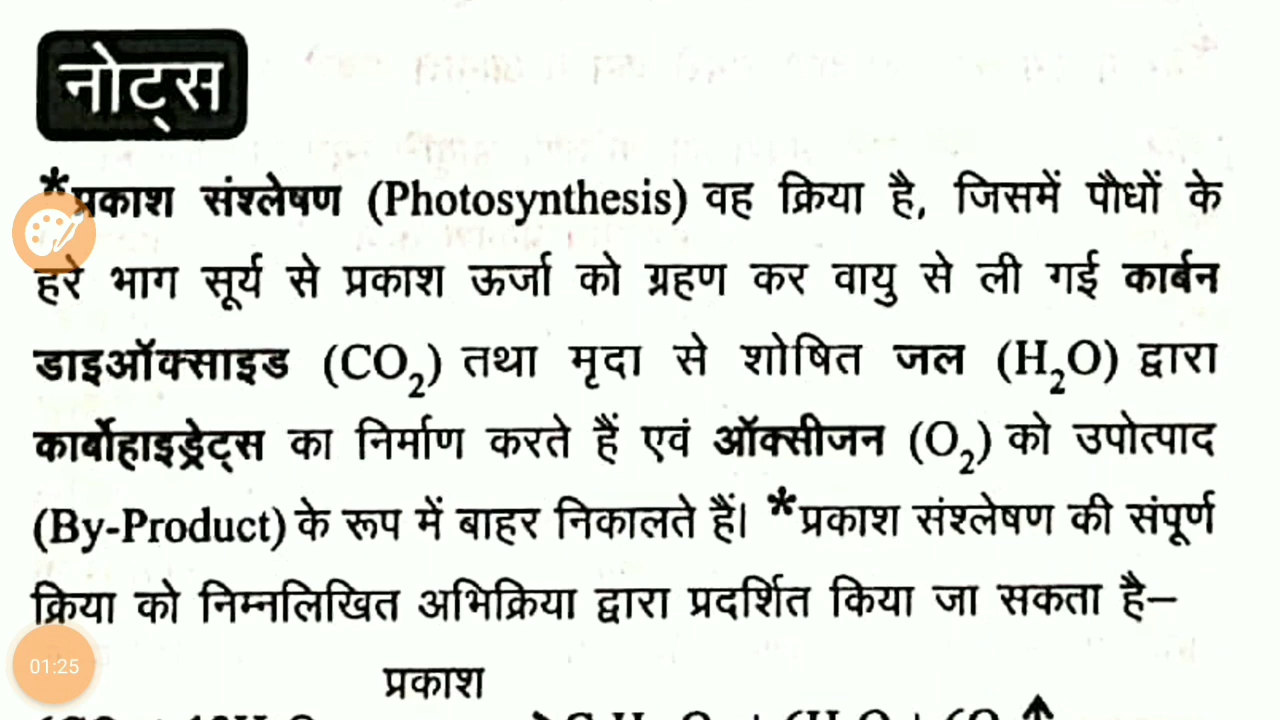 नोट्स
*प्रकाश संश्लेषण (Photosynthesis) वह क्रिया है, जिसमें पौधों के
हरे भाग सूर्य से प्रकाश ऊर्जा को ग्रहण कर वायु से ली गई कार्बन
डाइऑक्साइड (CO₂) तथा मृदा से शोषित जल (H₂O) द्वारा
कार्बोहाइड्रेट्स का निर्माण करते हैं एवं ऑक्सीजन (O₂) को उपोत्पाद
(By-Product) के रूप में बाहर निकालते हैं। *प्रकाश संश्लेषण की संपूर्ण
क्रिया को निम्नलिखित अभिक्रिया द्वारा प्रदर्शित किया जा सकता है–
01:25
प्रकाश